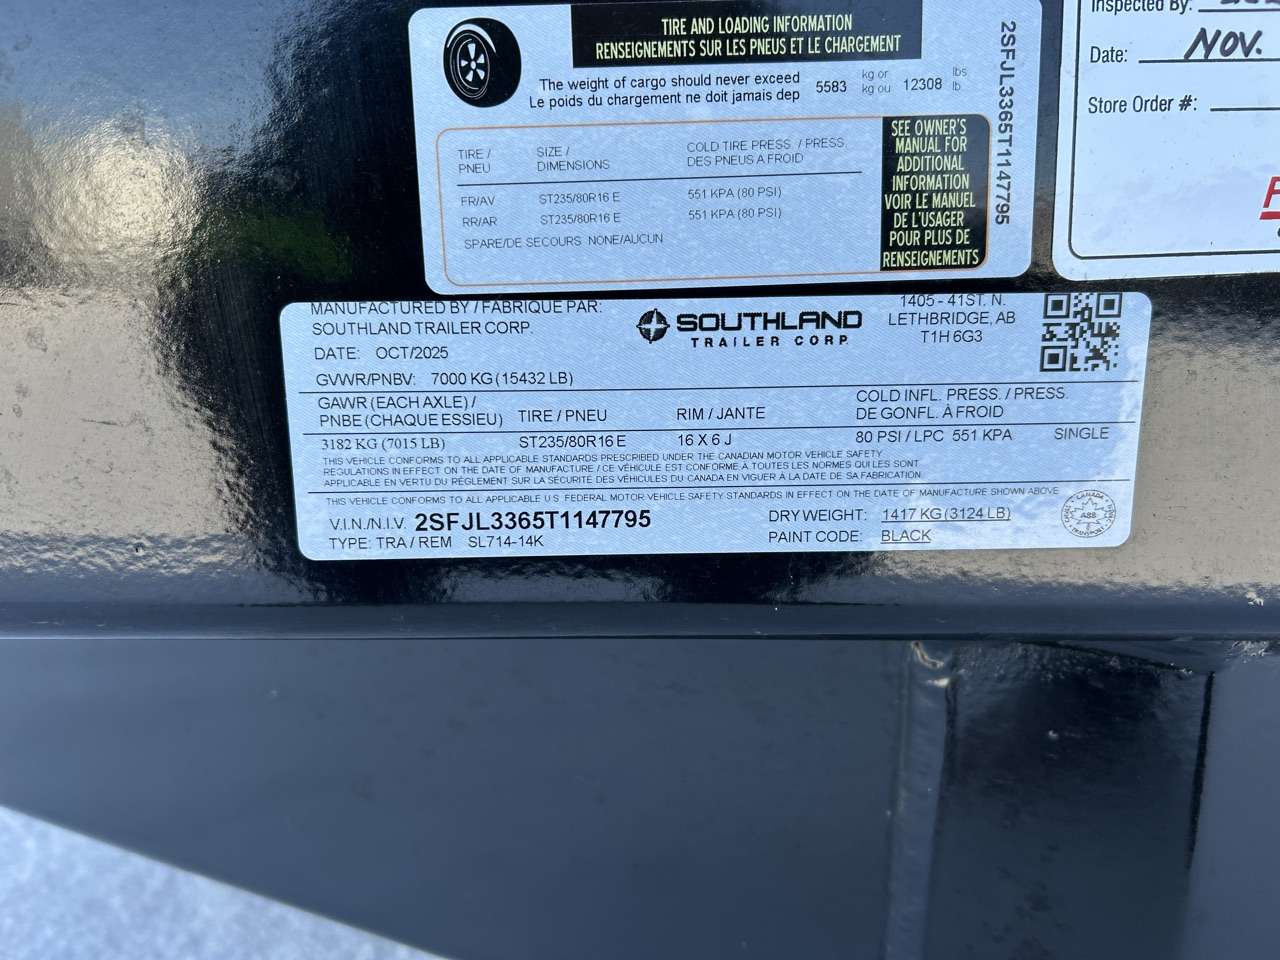 TIRE AND LOADING INFORMATION
RENSEIGNEMENTS SUR LES PNEUS ET LE CHARGEMENT
The weight of cargo should never exceed 5583 kg or 12308 lbs
Le poids du chargement ne doit jamais dep kg ou lb
TIRE / PNEU SIZE / DIMENSIONS COLD TIRE PRESS. / PRESS. DES PNEUS A FROID
FR/AV ST235/80R16 E 551 KPA (80 PSI)
RR/AR ST235/80R16 E 551 KPA (80 PSI)
SPARE/DE SECOURS NONE/AUCUN
SEE OWNER'S
MANUAL FOR
ADDITIONAL
INFORMATION
VOIR LE MANUEL
DE L'USAGER
POUR PLUS DE
RENSEIGNEMENTS
2SFJL3365T1147795
Inspected By:
Date: NOV.
Store Order #:
MANUFACTURED BY / FABRIQUE PAR:
SOUTHLAND TRAILER CORP.
DATE: OCT/2025
GVWR/PNBV: 7000 KG (15432 LB)
SOUTHLAND
TRAILER CORP.
1405 - 41ST. N.
LETHBRIDGE, AB
T1H 6G3
GAWR (EACH AXLE) /
PNBE (CHAQUE ESSIEU) TIRE / PNEU RIM / JANTE COLD INFL. PRESS. / PRESS.
DE GONFL. À FROID
3182 KG (7015 LB) ST235/80R16 E 16 X 6 J 80 PSI / LPC 551 KPA SINGLE
THIS VEHICLE CONFORMS TO ALL APPLICABLE STANDARDS PRESCRIBED UNDER THE CANADIAN MOTOR VEHICLE SAFETY
REGULATIONS IN EFFECT ON THE DATE OF MANUFACTURE / CE VÉHICULE EST CONFORME À TOUTES LES NORMES QUI LES SONT
APPLICABLE EN VERTU DU RÈGLEMENT SUR LA SÉCURITÉ DES VÉHICULES DU CANADA EN VIGUER À LA DATE DE SA FABRICATION.
THIS VEHICLE CONFORMS TO ALL APPLICABLE U.S. FEDERAL MOTOR VEHICLE SAFETY STANDARDS IN EFFECT ON THE DATE OF MANUFACTURE SHOWN ABOVE
V.I.N./N.I.V. 2SFJL3365T1147795 DRY WEIGHT: 1417 KG (3124 LB)
TYPE: TRA / REM SL714-14K PAINT CODE: BLACK
CANADA
TRANSPORT